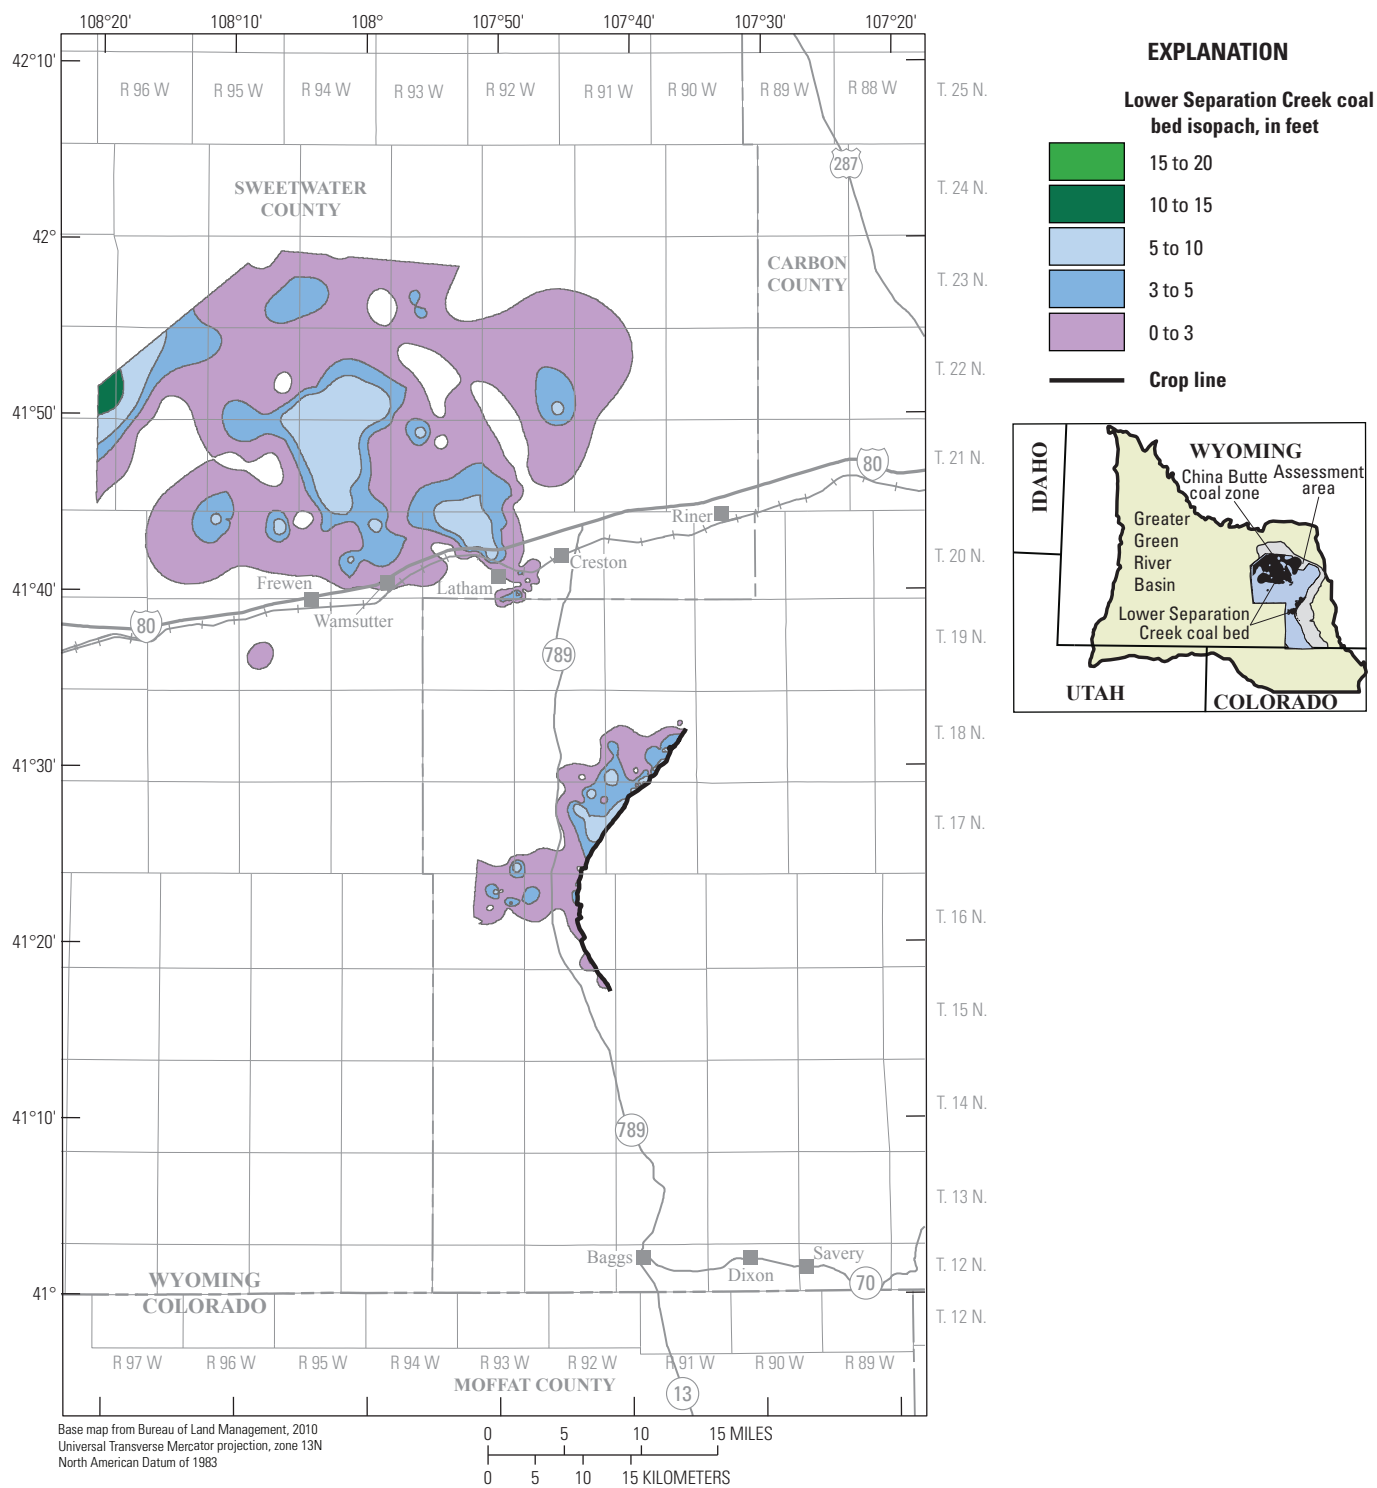 108°20'
108°10'
108°
107°50'
107°40'
107°30'
107°20'
42°10'
42°
41°50'
41°40'
41°30'
41°20'
41°10'
41°
R 96 W
R 95 W
R 94 W
R 93 W
R 92 W
R 91 W
R 90 W
R 89 W
R 88 W
T. 25 N.
T. 24 N.
T. 23 N.
T. 22 N.
T. 21 N.
T. 20 N.
T. 19 N.
T. 18 N.
T. 17 N.
T. 16 N.
T. 15 N.
T. 14 N.
T. 13 N.
T. 12 N.
T. 12 N.
287
SWEETWATER
COUNTY
CARBON
COUNTY
80
Riner
Creston
Latham
Frewen
Wamsutter
80
789
789
Baggs
Dixon
Savery
70
WYOMING
COLORADO
R 97 W
R 96 W
R 95 W
R 94 W
R 93 W
R 92 W
R 91 W
R 90 W
R 89 W
MOFFAT COUNTY
13
Base map from Bureau of Land Management, 2010
Universal Transverse Mercator projection, zone 13N
North American Datum of 1983
0 5 10 15 MILES
0 5 10 15 KILOMETERS
EXPLANATION
Lower Separation Creek coal
bed isopach, in feet
15 to 20
10 to 15
5 to 10
3 to 5
0 to 3
Crop line
IDAHO
WYOMING
China Butte
coal zone
Assessment
area
Greater
Green
River
Basin
Lower Separation
Creek coal bed
UTAH
COLORADO